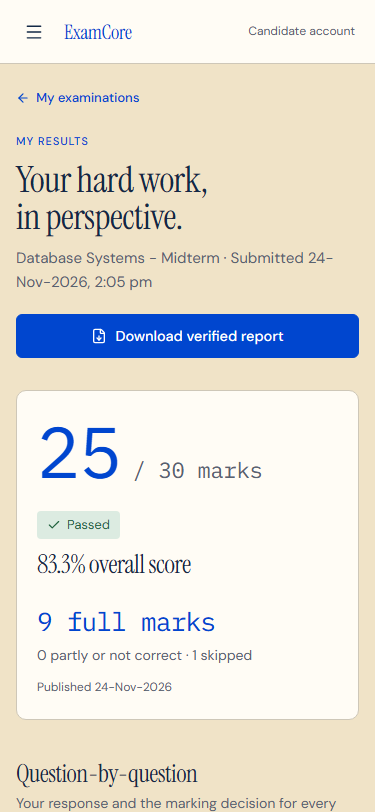 ExamCore
Candidate account
My examinations
MY RESULTS
Your hard work,
in perspective.
Database Systems - Midterm · Submitted 24-
Nov-2026, 2:05 pm
Download verified report
25 / 30 marks
Passed
83.3% overall score
9 full marks
0 partly or not correct · 1 skipped
Published 24-Nov-2026
Question-by-question
Your response and the marking decision for every